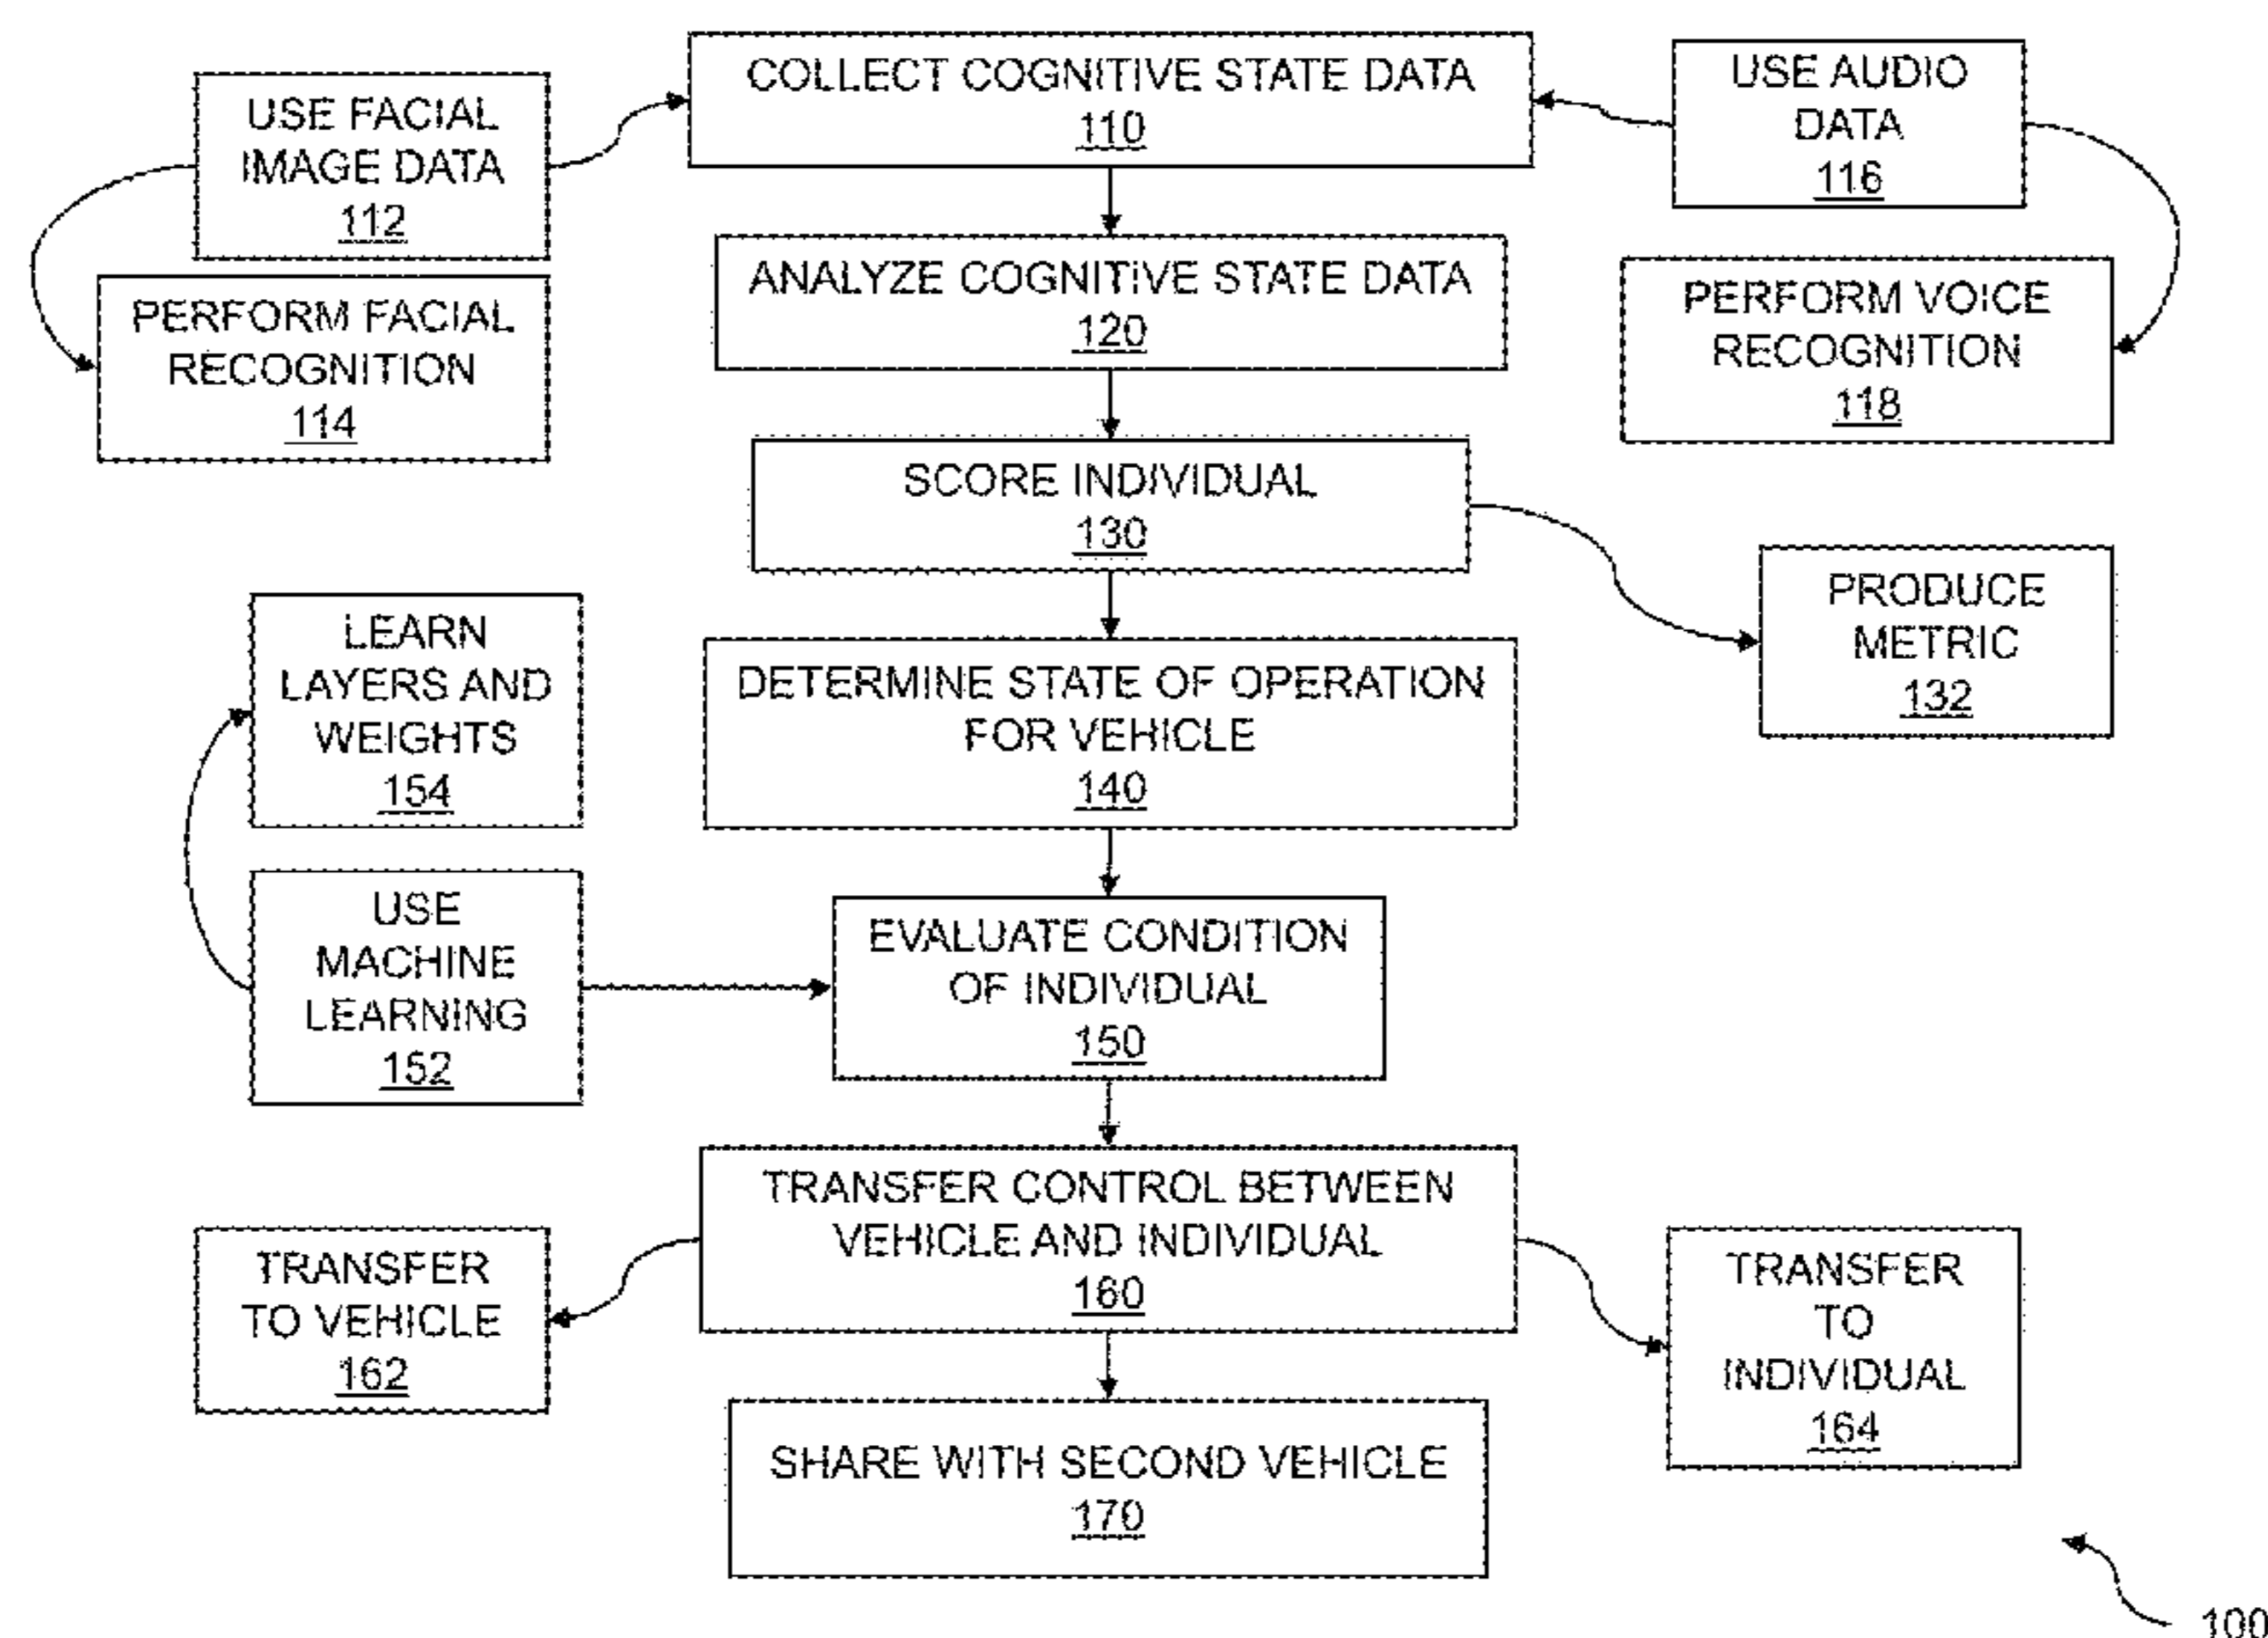 COLLECT COGNITIVE STATE DATA
110
USE FACIAL
IMAGE DATA
112
USE AUDIO
DATA
116
PERFORM FACIAL
RECOGNITION
114
ANALYZE COGNITIVE STATE DATA
120
PERFORM VOICE
RECOGNITION
118
SCORE INDIVIDUAL
130
PRODUCE
METRIC
132
LEARN
LAYERS AND
WEIGHTS
154
DETERMINE STATE OF OPERATION
FOR VEHICLE
140
USE
MACHINE
LEARNING
152
EVALUATE CONDITION
OF INDIVIDUAL
150
TRANSFER CONTROL BETWEEN
VEHICLE AND INDIVIDUAL
160
TRANSFER
TO VEHICLE
162
TRANSFER
TO
INDIVIDUAL
164
SHARE WITH SECOND VEHICLE
170
100